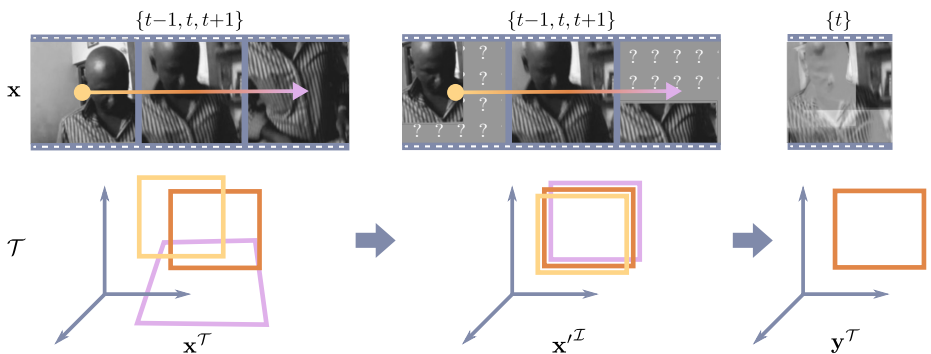 {t−1, t, t+1} {t−1, t, t+1} {t}
x
? ? ? ? ? ? ?
? ? ? ?
? ? ? ?
𝒯
x^𝒯 x′^ℐ y^𝒯